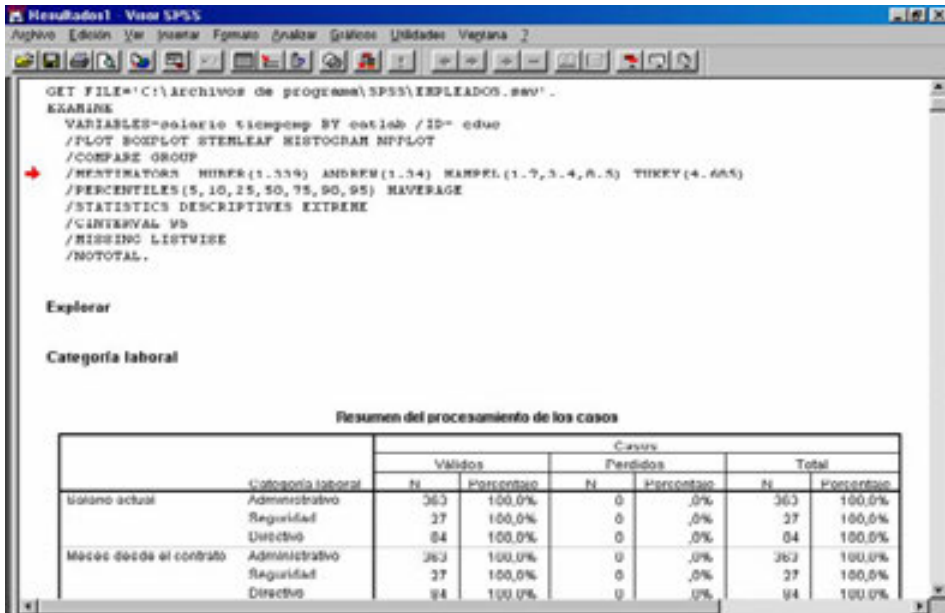 Resultados1 - Visor SPSS
Archivo Edición Ver Insertar Formato Analizar Gráficos Utilidades Ventana ?
GET FILE='C:\Archivos de programa\SPSS\EMPLEADOS.sav'.
EXAMINE
VARIABLES=salario tiempemp BY catlab /ID= educ
/PLOT BOXPLOT STEMLEAF HISTOGRAM NPPLOT
/COMPARE GROUP
/MESTIMATORS HUBER(1.339) ANDREW(1.34) HAMPEL(1.7,3.4,8.5) TUKEY(4.685)
/PERCENTILES(5,10,25,50,75,90,95) HAVERAGE
/STATISTICS DESCRIPTIVES EXTREME
/CINTERVAL 95
/MISSING LISTWISE
/NOTOTAL.
Explorar
Categoría laboral
Resumen del procesamiento de los casos
Casos
Válidos Perdidos Total
Categoría laboral N Porcentaje N Porcentaje N Porcentaje
Salario actual Administrativo 363 100,0% 0 ,0% 363 100,0%
Seguridad 27 100,0% 0 ,0% 27 100,0%
Directivo 84 100,0% 0 ,0% 84 100,0%
Meses desde el contrato Administrativo 363 100,0% 0 ,0% 363 100,0%
Seguridad 27 100,0% 0 ,0% 27 100,0%
Directivo 84 100,0% 0 ,0% 84 100,0%